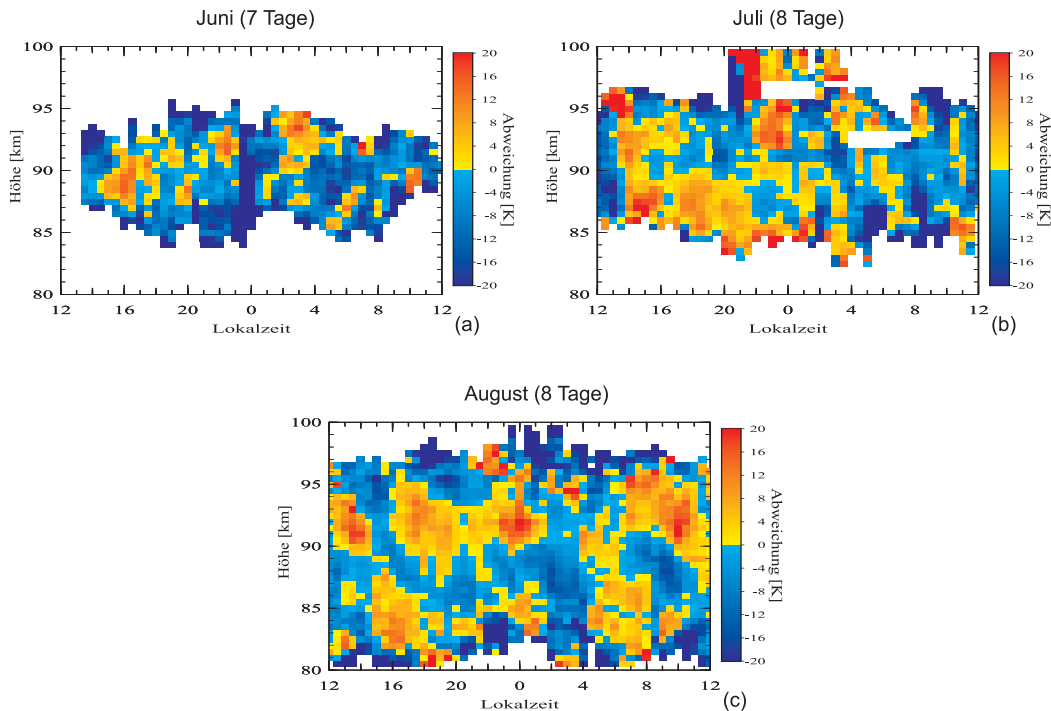 Juni (7 Tage)
Juli (8 Tage)
100
95
90
85
80
Höhe [km]
12 16 20 0 4 8 12
Lokalzeit
20
16
12
8
4
0
-4
-8
-12
-16
-20
Abweichung [K]
(a)
100
95
90
85
80
Höhe [km]
12 16 20 0 4 8 12
Lokalzeit
20
16
12
8
4
0
-4
-8
-12
-16
-20
Abweichung [K]
(b)
August (8 Tage)
100
95
90
85
80
Höhe [km]
12 16 20 0 4 8 12
Lokalzeit
20
16
12
8
4
0
-4
-8
-12
-16
-20
Abweichung [K]
(c)